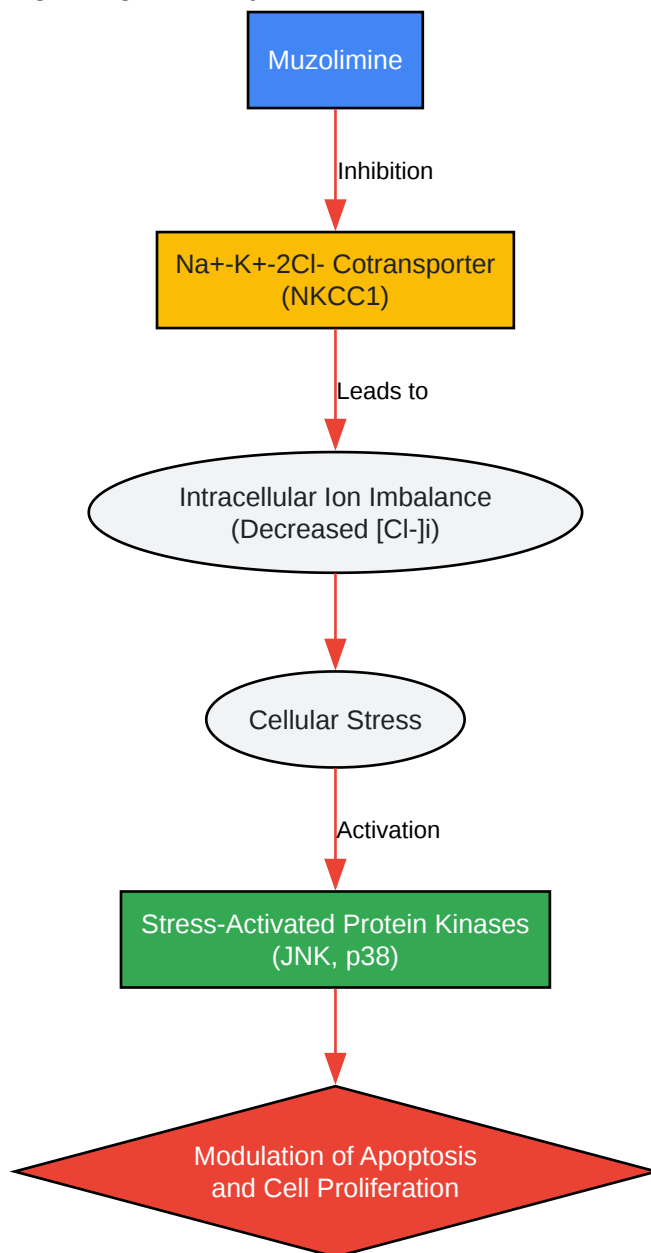 Muzolimine
Inhibition
Na+-K+-2Cl- Cotransporter
(NKCC1)
Leads to
Intracellular Ion Imbalance
(Decreased [Cl-]i)
Cellular Stress
Activation
Stress-Activated Protein Kinases
(JNK, p38)
Modulation of Apoptosis
and Cell Proliferation